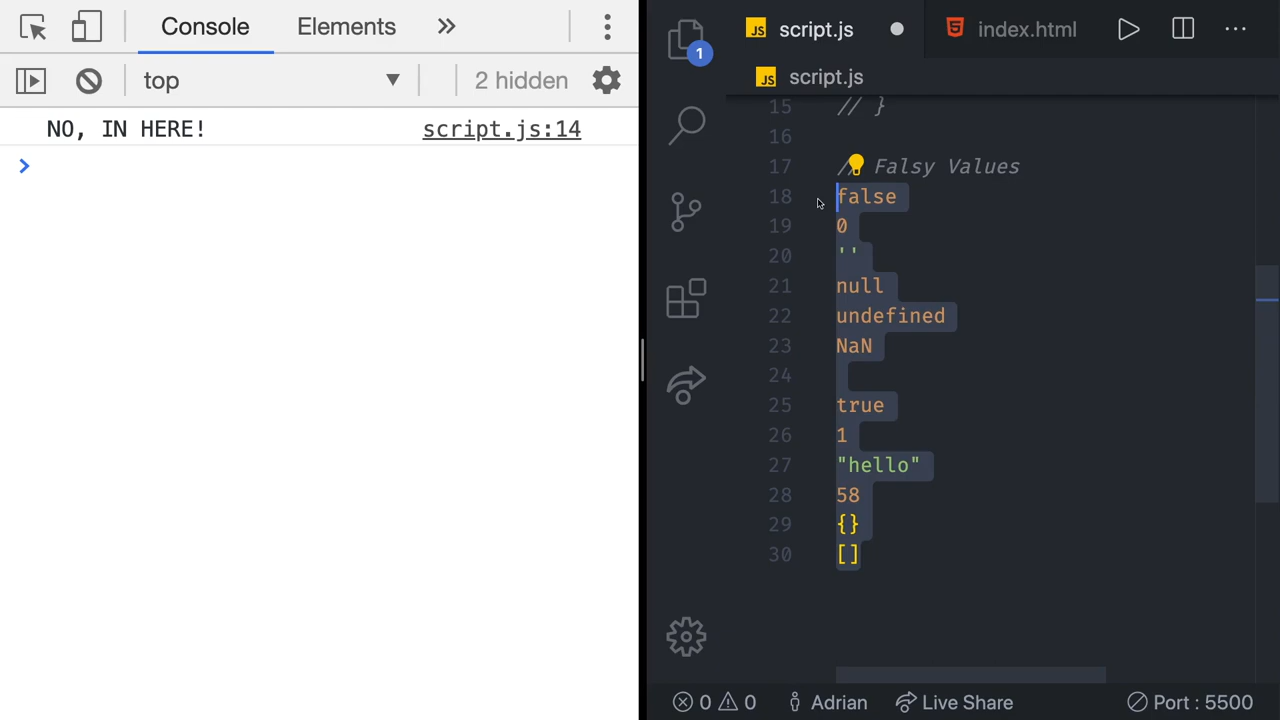 Console
Elements
top
2 hidden
NO, IN HERE! script.js:14
>
1
JS script.js
index.html
JS script.js
15 // }
16
17 // Falsy Values
18 false
19 0
20 ''
21 null
22 undefined
23 NaN
24
25 true
26 1
27 "hello"
28 58
29 {}
30 []
0 0 Adrian Live Share Port : 5500